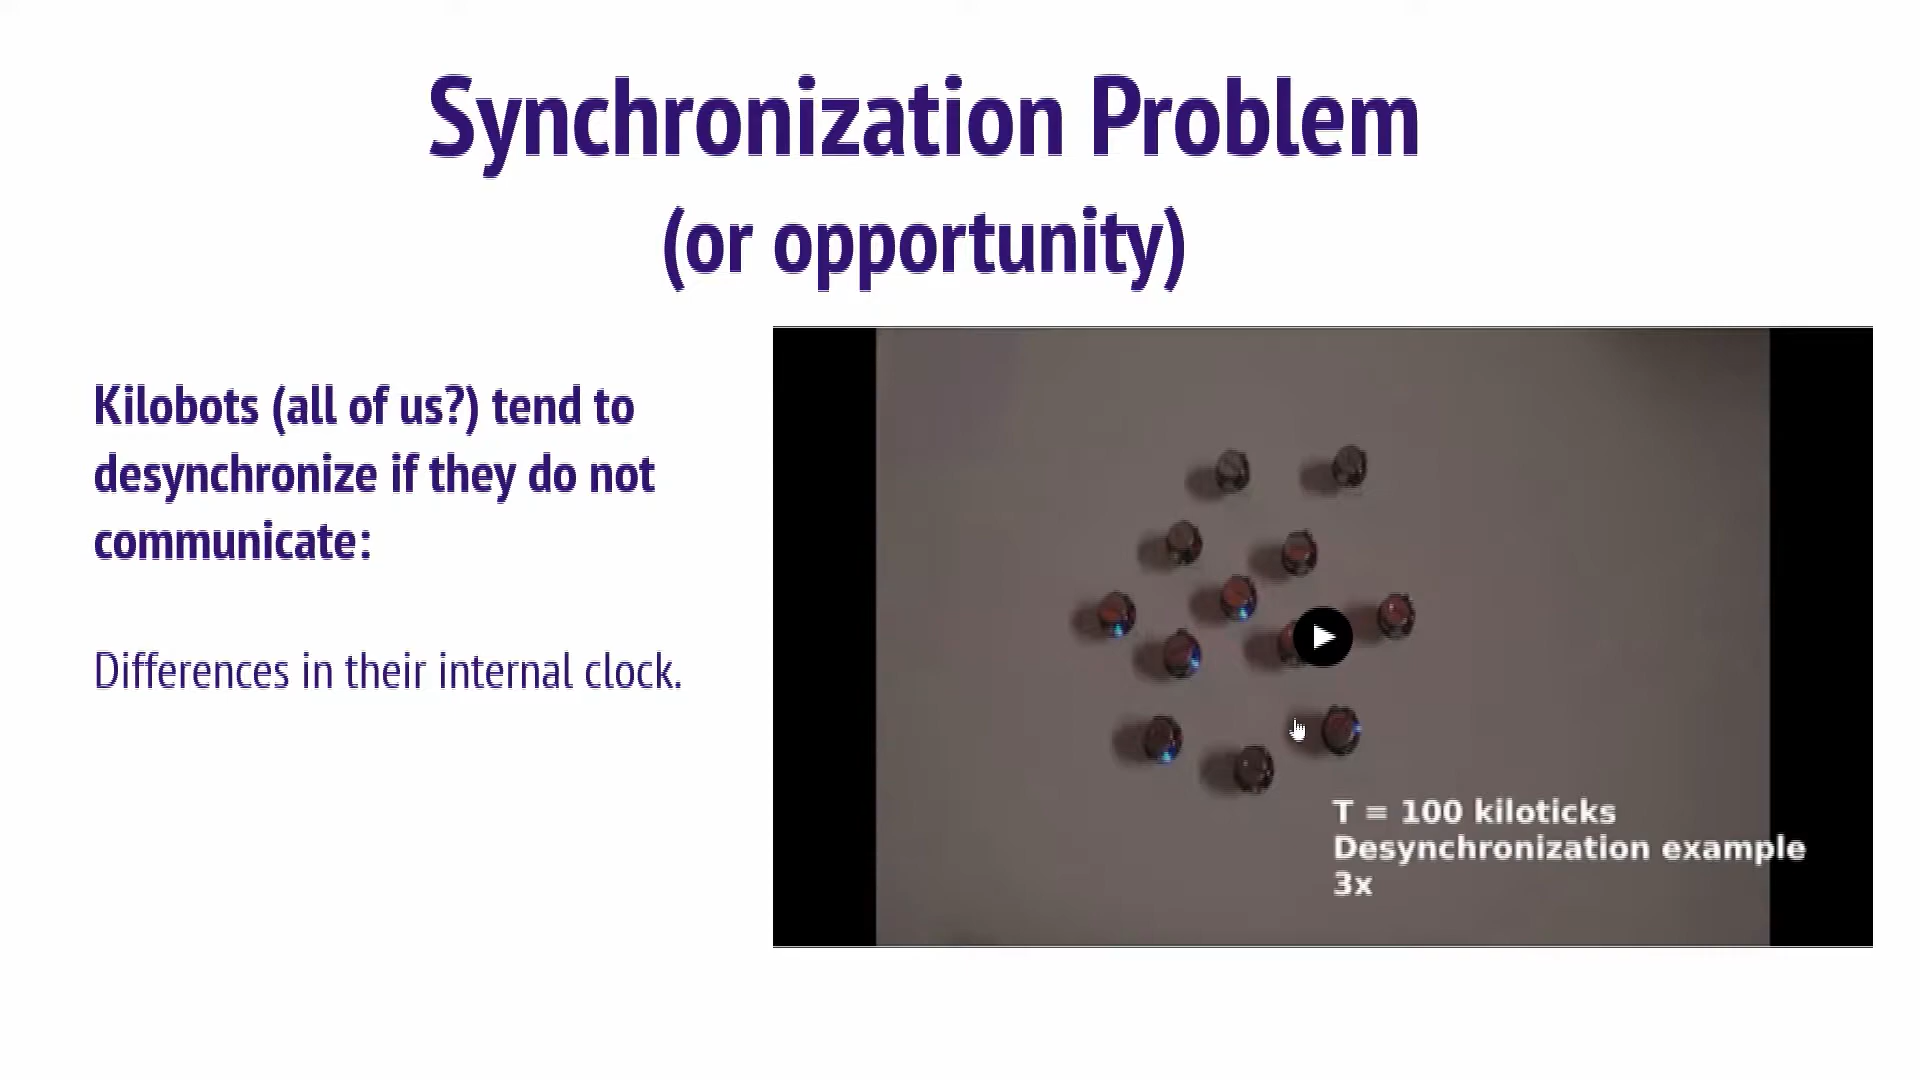 Synchronization Problem
(or opportunity)
Kilobots (all of us?) tend to
desynchronize if they do not
communicate:
Differences in their internal clock.
T = 100 kiloticks
Desynchronization example
3x